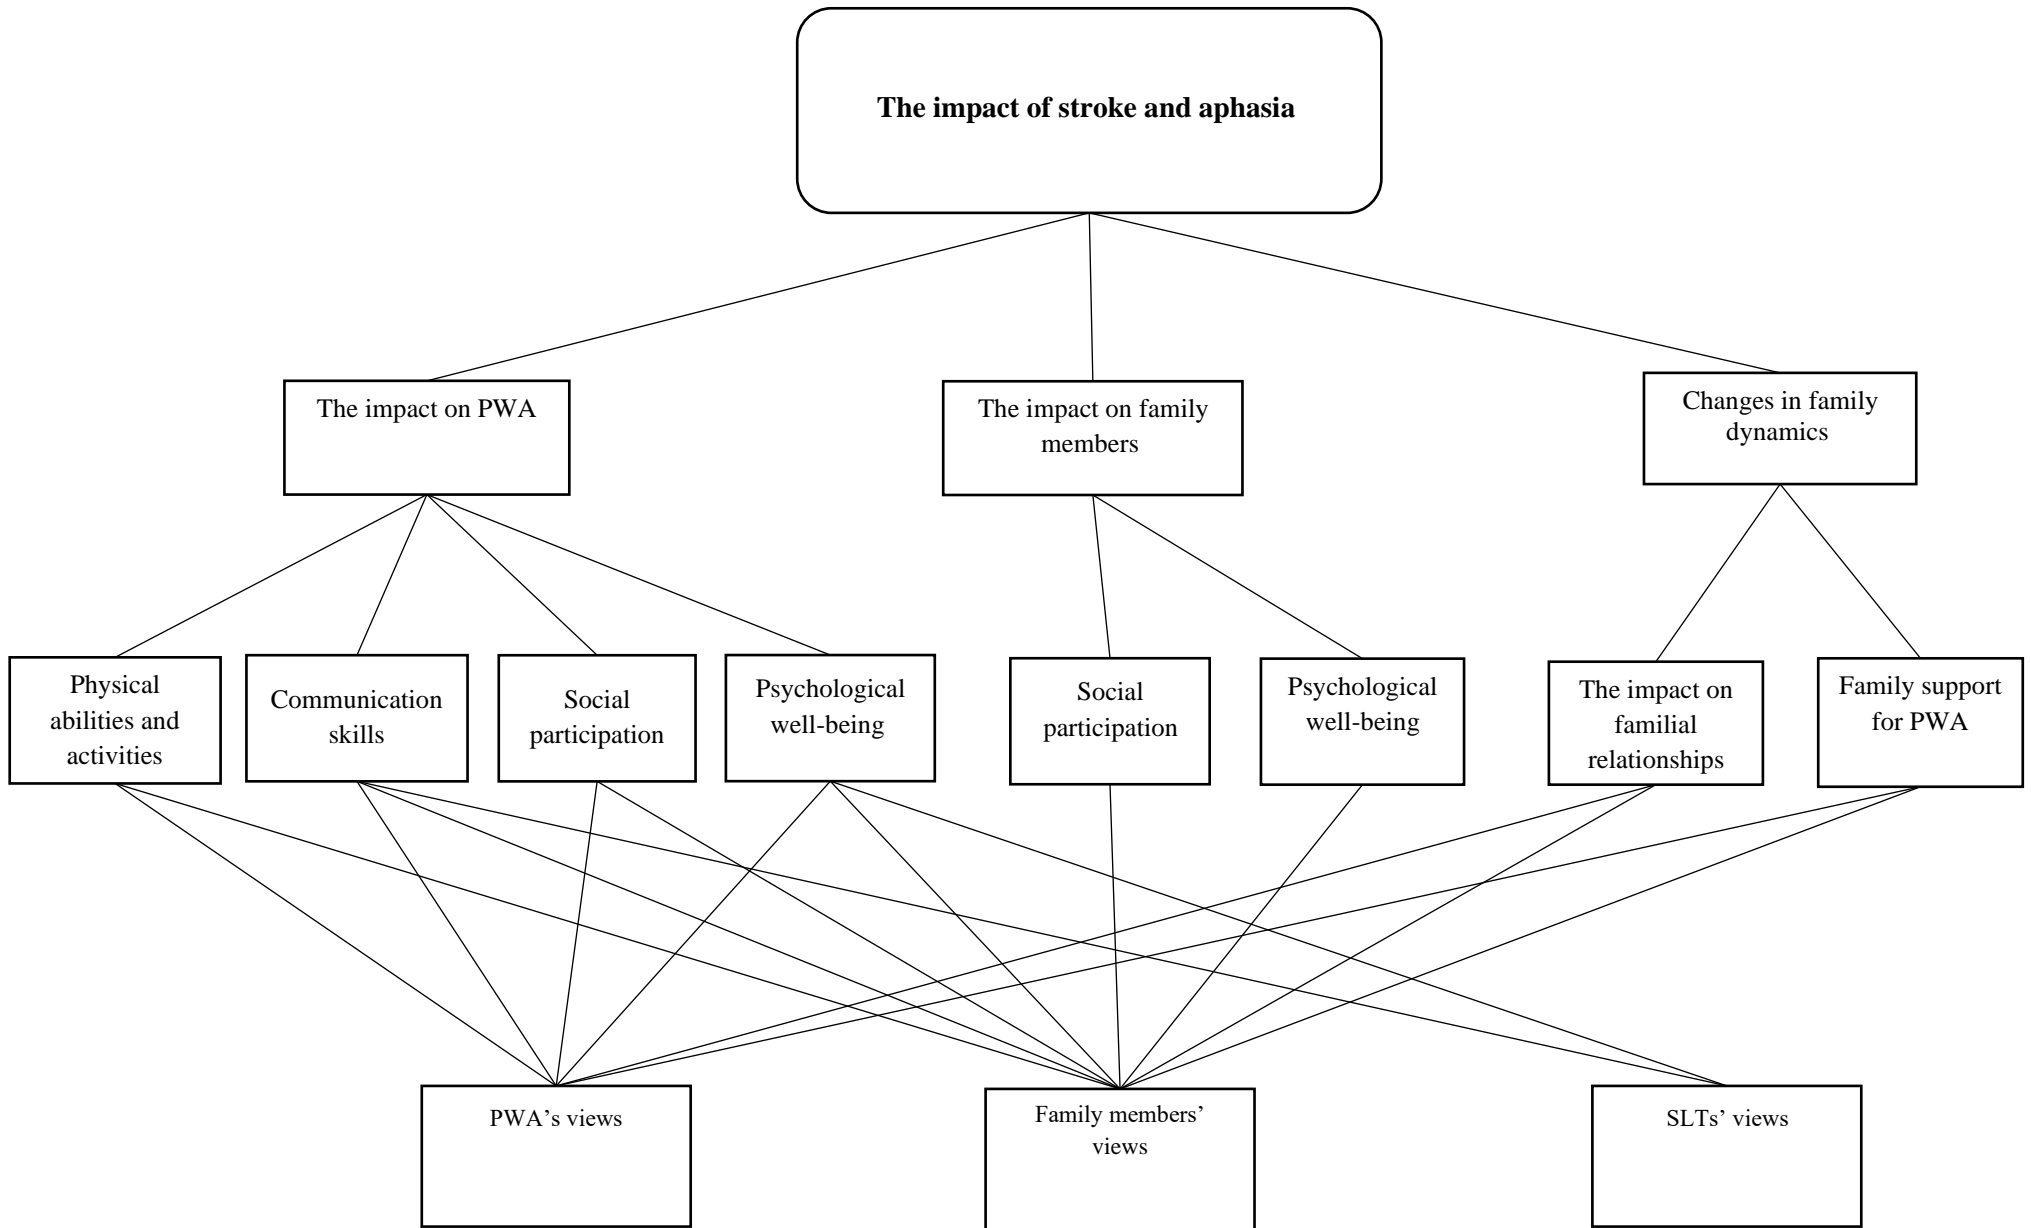 The impact of stroke and aphasia
The impact on PWA
The impact on family
members
Changes in family
dynamics
Physical
abilities and
activities
Communication
skills
Social
participation
Psychological
well-being
Social
participation
Psychological
well-being
The impact on
familial
relationships
Family support
for PWA
PWA’s views
Family members’
views
SLTs’ views